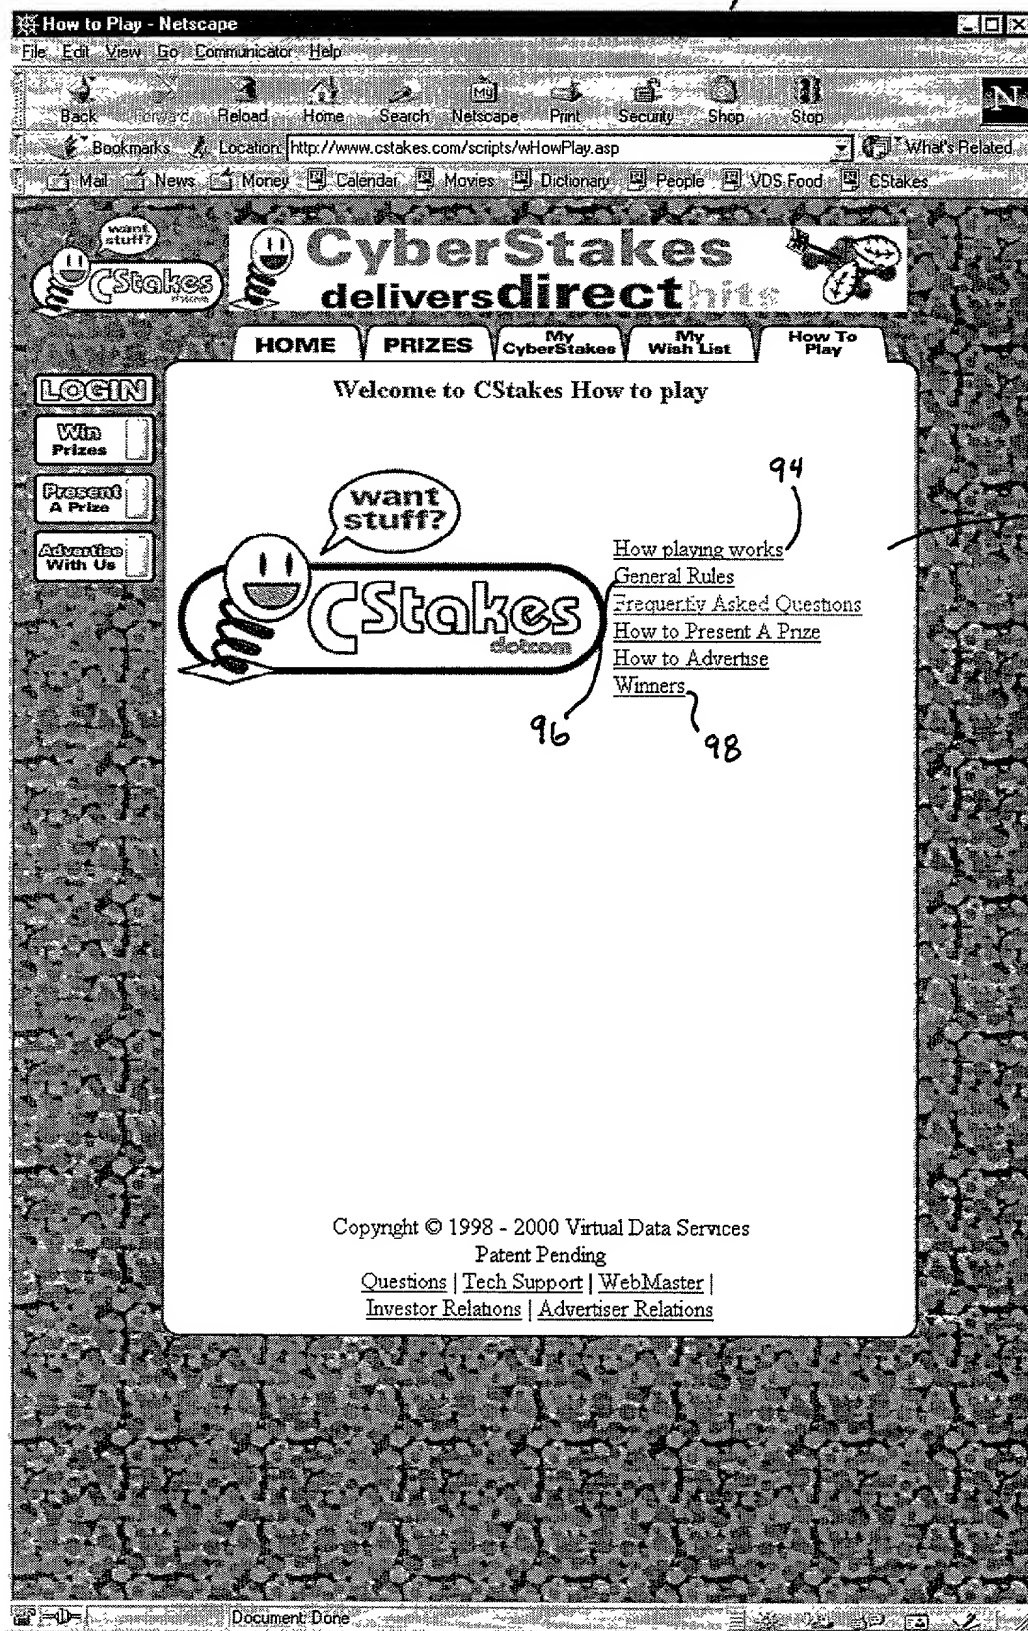 How to Play - Netscape
File Edit View Go Communicator Help
Back Forward Reload Home Search Netscape Print Security Shop Stop
My
N
Bookmarks Location: http://www.cstakes.com/scripts/wHowPlay.asp What's Related
Mail News Money Calendar Movies Dictionary People VDS Food CStakes
want stuff?
CStakes
dotcom
CyberStakes
delivers direct hits
HOME PRIZES My CyberStakes My Wish List How To Play
LOGIN
Win Prizes
Present A Prize
Advertise With Us
Welcome to CStakes How to play
94
want
stuff?
CStakes
dotcom
How playing works
General Rules
Frequently Asked Questions
How to Present A Prize
How to Advertise
Winners
96
98
Copyright © 1998 - 2000 Virtual Data Services
Patent Pending
Questions | Tech Support | WebMaster |
Investor Relations | Advertiser Relations
Document: Done